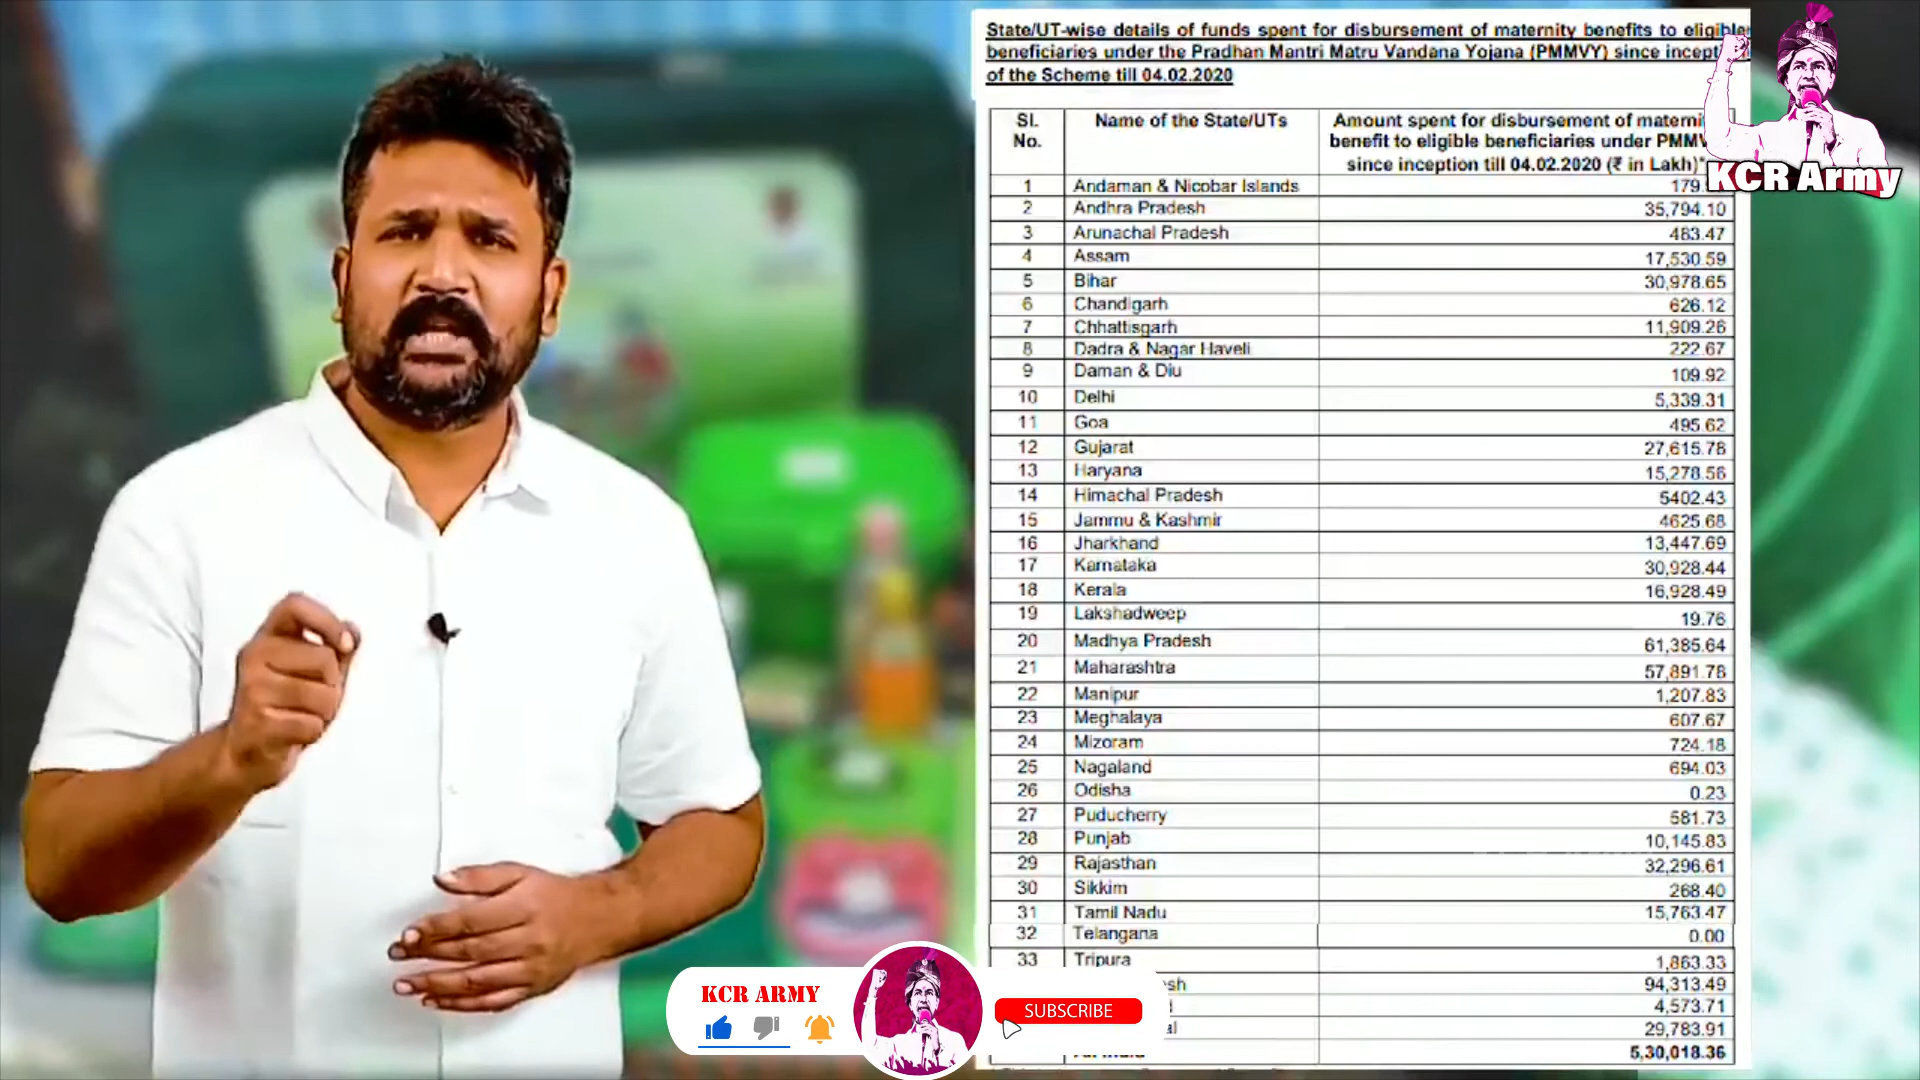 State/UT-wise details of funds spent for disbursement of maternity benefits to eligible
beneficiaries under the Pradhan Mantri Matru Vandana Yojana (PMMVY) since
of the Scheme till 04.02.2020
Sl. No. Name of the State/UTs Amount spent for disbursement of
benefit to eligible beneficiaries under
since inception till 04.02.2020 (₹ in Lakh)*
1 Andaman & Nicobar Islands 179
2 Andhra Pradesh 35,794.10
3 Arunachal Pradesh 483.47
4 Assam 17,530.59
5 Bihar 30,978.65
6 Chandigarh 626.12
7 Chhattisgarh 11,909.26
8 Dadra & Nagar Haveli 222.67
9 Daman & Diu 109.92
10 Delhi 5,339.31
11 Goa 495.62
12 Gujarat 27,615.78
13 Haryana 15,278.56
14 Himachal Pradesh 5402.43
15 Jammu & Kashmir 4625.68
16 Jharkhand 13,447.69
17 Karnataka 30,928.44
18 Kerala 16,928.49
19 Lakshadweep 19.76
20 Madhya Pradesh 61,385.64
21 Maharashtra 57,891.78
22 Manipur 1,207.83
23 Meghalaya 607.67
24 Mizoram 724.18
25 Nagaland 694.03
26 Odisha 0.23
27 Puducherry 581.73
28 Punjab 10,145.83
29 Rajasthan 32,296.61
30 Sikkim 268.40
31 Tamil Nadu 15,763.47
32 Telangana 0.00
33 Tripura 1,863.33
94,313.49
4,573.71
29,783.91
5,30,018.36
KCR Army
KCR ARMY
SUBSCRIBE